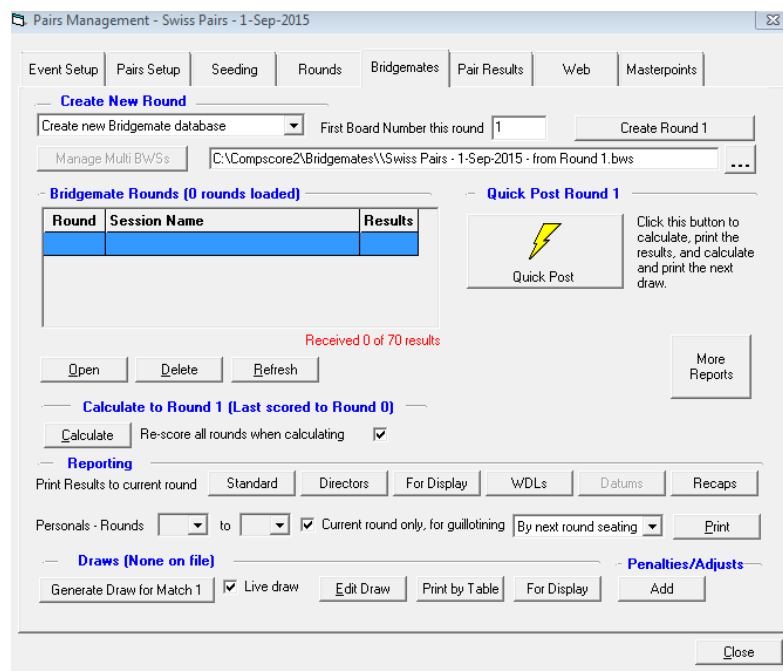 Pairs Management - Swiss Pairs - 1-Sep-2015
Event Setup Pairs Setup Seeding Rounds Bridgemates Pair Results Web Masterpoints
Create New Round
Create new Bridgemate database First Board Number this round 1 Create Round 1
Manage Multi BWSs C:\Compscore2\Bridgemates\\Swiss Pairs - 1-Sep-2015 - from Round 1.bws ...
Bridgemate Rounds (0 rounds loaded) Quick Post Round 1
Round Session Name Results
Quick Post
Click this button to
calculate, print the
results, and calculate
and print the next
draw.
Received 0 of 70 results
Open Delete Refresh
More
Reports
Calculate to Round 1 (Last scored to Round 0)
Calculate Re-score all rounds when calculating
Reporting
Print Results to current round Standard Directors For Display WDLs Datums Recaps
Personals - Rounds to Current round only, for guillotining By next round seating Print
Draws (None on file) Penalties/Adjusts
Generate Draw for Match 1 Live draw Edit Draw Print by Table For Display Add
Close